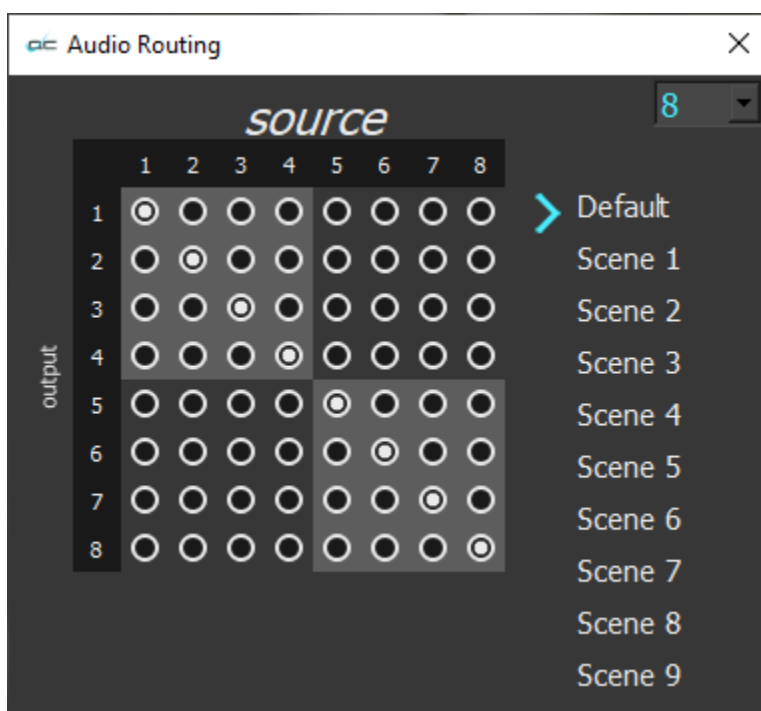 Audio Routing
8
source
1 2 3 4 5 6 7 8
1
2
3
4
5
6
7
8
output
Default
Scene 1
Scene 2
Scene 3
Scene 4
Scene 5
Scene 6
Scene 7
Scene 8
Scene 9